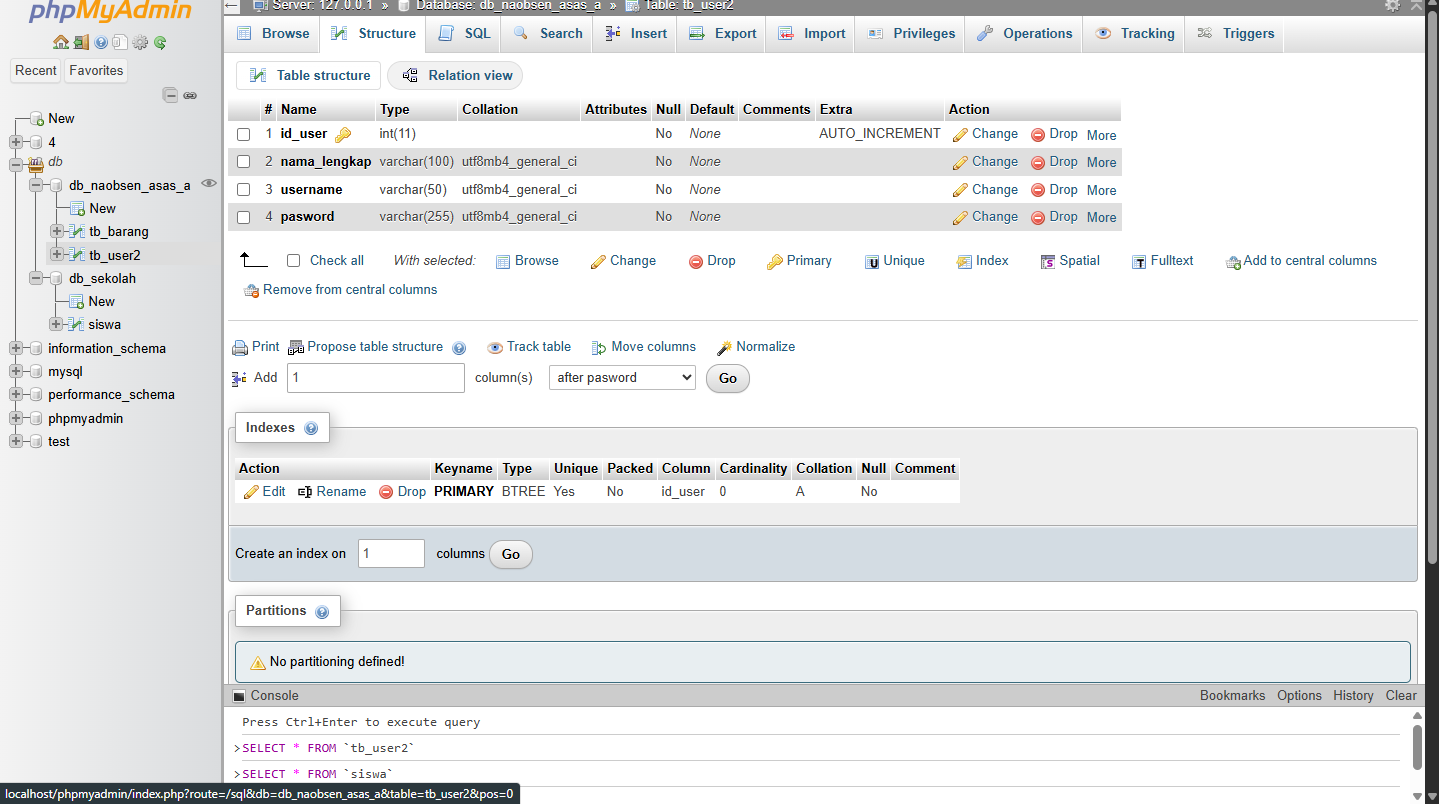 phpMyAdmin
Server: 127.0.0.1 » Database: db_naobsen_asas_a » Table: tb_user2
Browse Structure SQL Search Insert Export Import Privileges Operations Tracking Triggers
Recent Favorites
Table structure Relation view
New
4
db
db_naobsen_asas_a
New
tb_barang
tb_user2
db_sekolah
New
siswa
information_schema
mysql
performance_schema
phpmyadmin
test
# Name Type Collation Attributes Null Default Comments Extra Action
1 id_user int(11) No None AUTO_INCREMENT Change Drop More
2 nama_lengkap varchar(100) utf8mb4_general_ci No None Change Drop More
3 username varchar(50) utf8mb4_general_ci No None Change Drop More
4 pasword varchar(255) utf8mb4_general_ci No None Change Drop More
Check all With selected: Browse Change Drop Primary Unique Index Spatial Fulltext Add to central columns
Remove from central columns
Print Propose table structure Track table Move columns Normalize
Add 1 column(s) after pasword Go
Indexes
Action Keyname Type Unique Packed Column Cardinality Collation Null Comment
Edit Rename Drop PRIMARY BTREE Yes No id_user 0 A No
Create an index on 1 columns Go
Partitions
No partitioning defined!
Console Bookmarks Options History Clear
Press Ctrl+Enter to execute query
>SELECT * FROM `tb_user2`
>SELECT * FROM `siswa`
localhost/phpmyadmin/index.php?route=/sql&db=db_naobsen_asas_a&table=tb_user2&pos=0